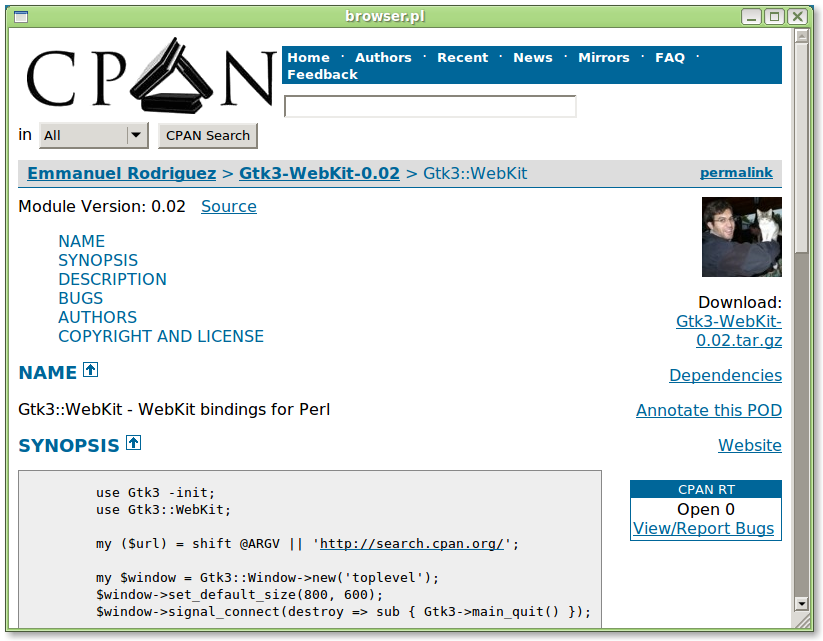 browser.pl
CPAN
Home · Authors · Recent · News · Mirrors · FAQ ·
Feedback
in All CPAN Search
Emmanuel Rodriguez > Gtk3-WebKit-0.02 > Gtk3::WebKit permalink
Module Version: 0.02 Source
NAME
SYNOPSIS
DESCRIPTION
BUGS
AUTHORS
COPYRIGHT AND LICENSE
Download:
Gtk3-WebKit-
0.02.tar.gz
Dependencies
Annotate this POD
Website
CPAN RT
Open 0
View/Report Bugs
NAME
Gtk3::WebKit - WebKit bindings for Perl
SYNOPSIS
use Gtk3 -init;
use Gtk3::WebKit;
my ($url) = shift @ARGV || 'http://search.cpan.org/';
my $window = Gtk3::Window->new('toplevel');
$window->set_default_size(800, 600);
$window->signal_connect(destroy => sub { Gtk3->main_quit() });